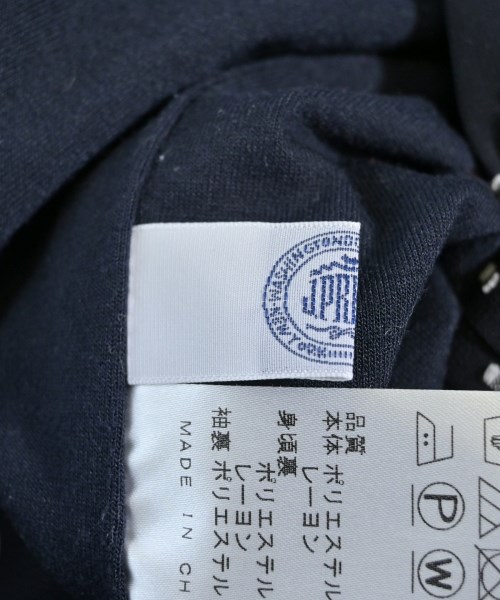 WASHINGTON DC
NEW YORK
品質
本体 ポリエステル
レーヨン
身頃裏
ポリエステル
レーヨン
袖裏 ポリエステル
MADE IN CH
P
W